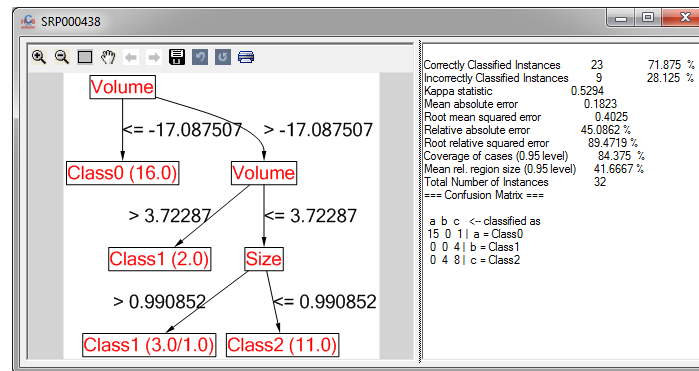 SRP000438
Volume
<= -17.087507 > -17.087507
Class0 (16.0) Volume
> 3.72287 <= 3.72287
Class1 (2.0) Size
> 0.990852 <= 0.990852
Class1 (3.0/1.0) Class2 (11.0)
Correctly Classified Instances 23 71.875 %
Incorrectly Classified Instances 9 28.125 %
Kappa statistic 0.5294
Mean absolute error 0.1823
Root mean squared error 0.4025
Relative absolute error 45.0862 %
Root relative squared error 89.4719 %
Coverage of cases (0.95 level) 84.375 %
Mean rel. region size (0.95 level) 41.6667 %
Total Number of Instances 32
=== Confusion Matrix ===
a b c <-- classified as
15 0 1 | a = Class0
0 0 4 | b = Class1
0 4 8 | c = Class2